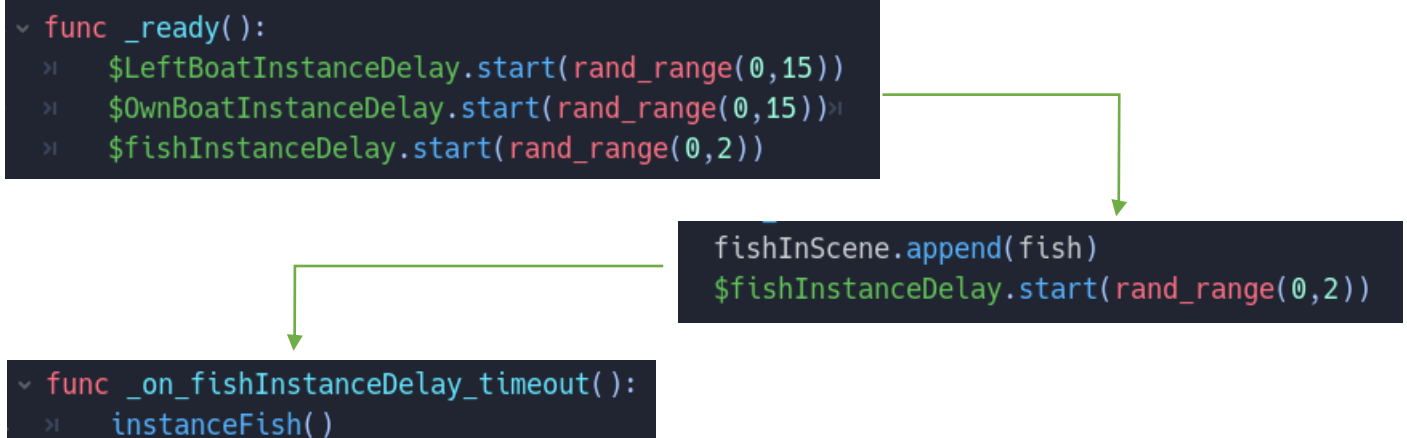 func _ready():
$LeftBoatInstanceDelay.start(rand_range(0,15))
$OwnBoatInstanceDelay.start(rand_range(0,15))
$fishInstanceDelay.start(rand_range(0,2))
fishInScene.append(fish)
$fishInstanceDelay.start(rand_range(0,2))
func _on_fishInstanceDelay_timeout():
instanceFish()